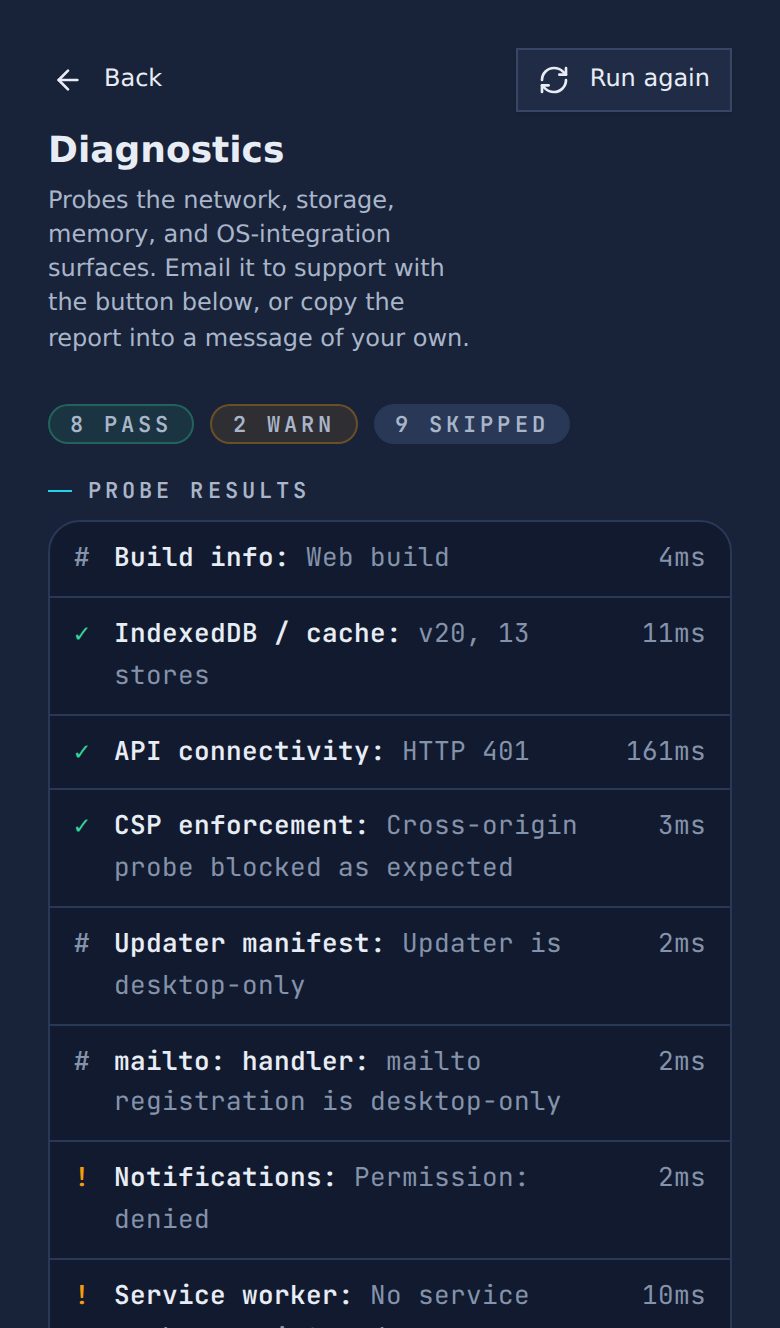 Back
Run again
Diagnostics
Probes the network, storage,
memory, and OS-integration
surfaces. Email it to support with
the button below, or copy the
report into a message of your own.
8 PASS
2 WARN
9 SKIPPED
PROBE RESULTS
# Build info: Web build 4ms
✓ IndexedDB / cache: v20, 13 11ms
stores
✓ API connectivity: HTTP 401 161ms
✓ CSP enforcement: Cross-origin 3ms
probe blocked as expected
# Updater manifest: Updater is 2ms
desktop-only
# mailto: handler: mailto 2ms
registration is desktop-only
! Notifications: Permission: 2ms
denied
! Service worker: No service 10ms